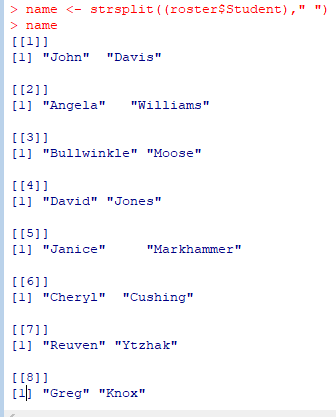 > name <- strsplit((roster$Student)," ")
> name
[[1]]
[1] "John"  "Davis"

[[2]]
[1] "Angela"   "Williams"

[[3]]
[1] "Bullwinkle" "Moose"

[[4]]
[1] "David" "Jones"

[[5]]
[1] "Janice"     "Markhammer"

[[6]]
[1] "Cheryl"  "Cushing"

[[7]]
[1] "Reuven" "Ytzhak"

[[8]]
[1] "Greg" "Knox"